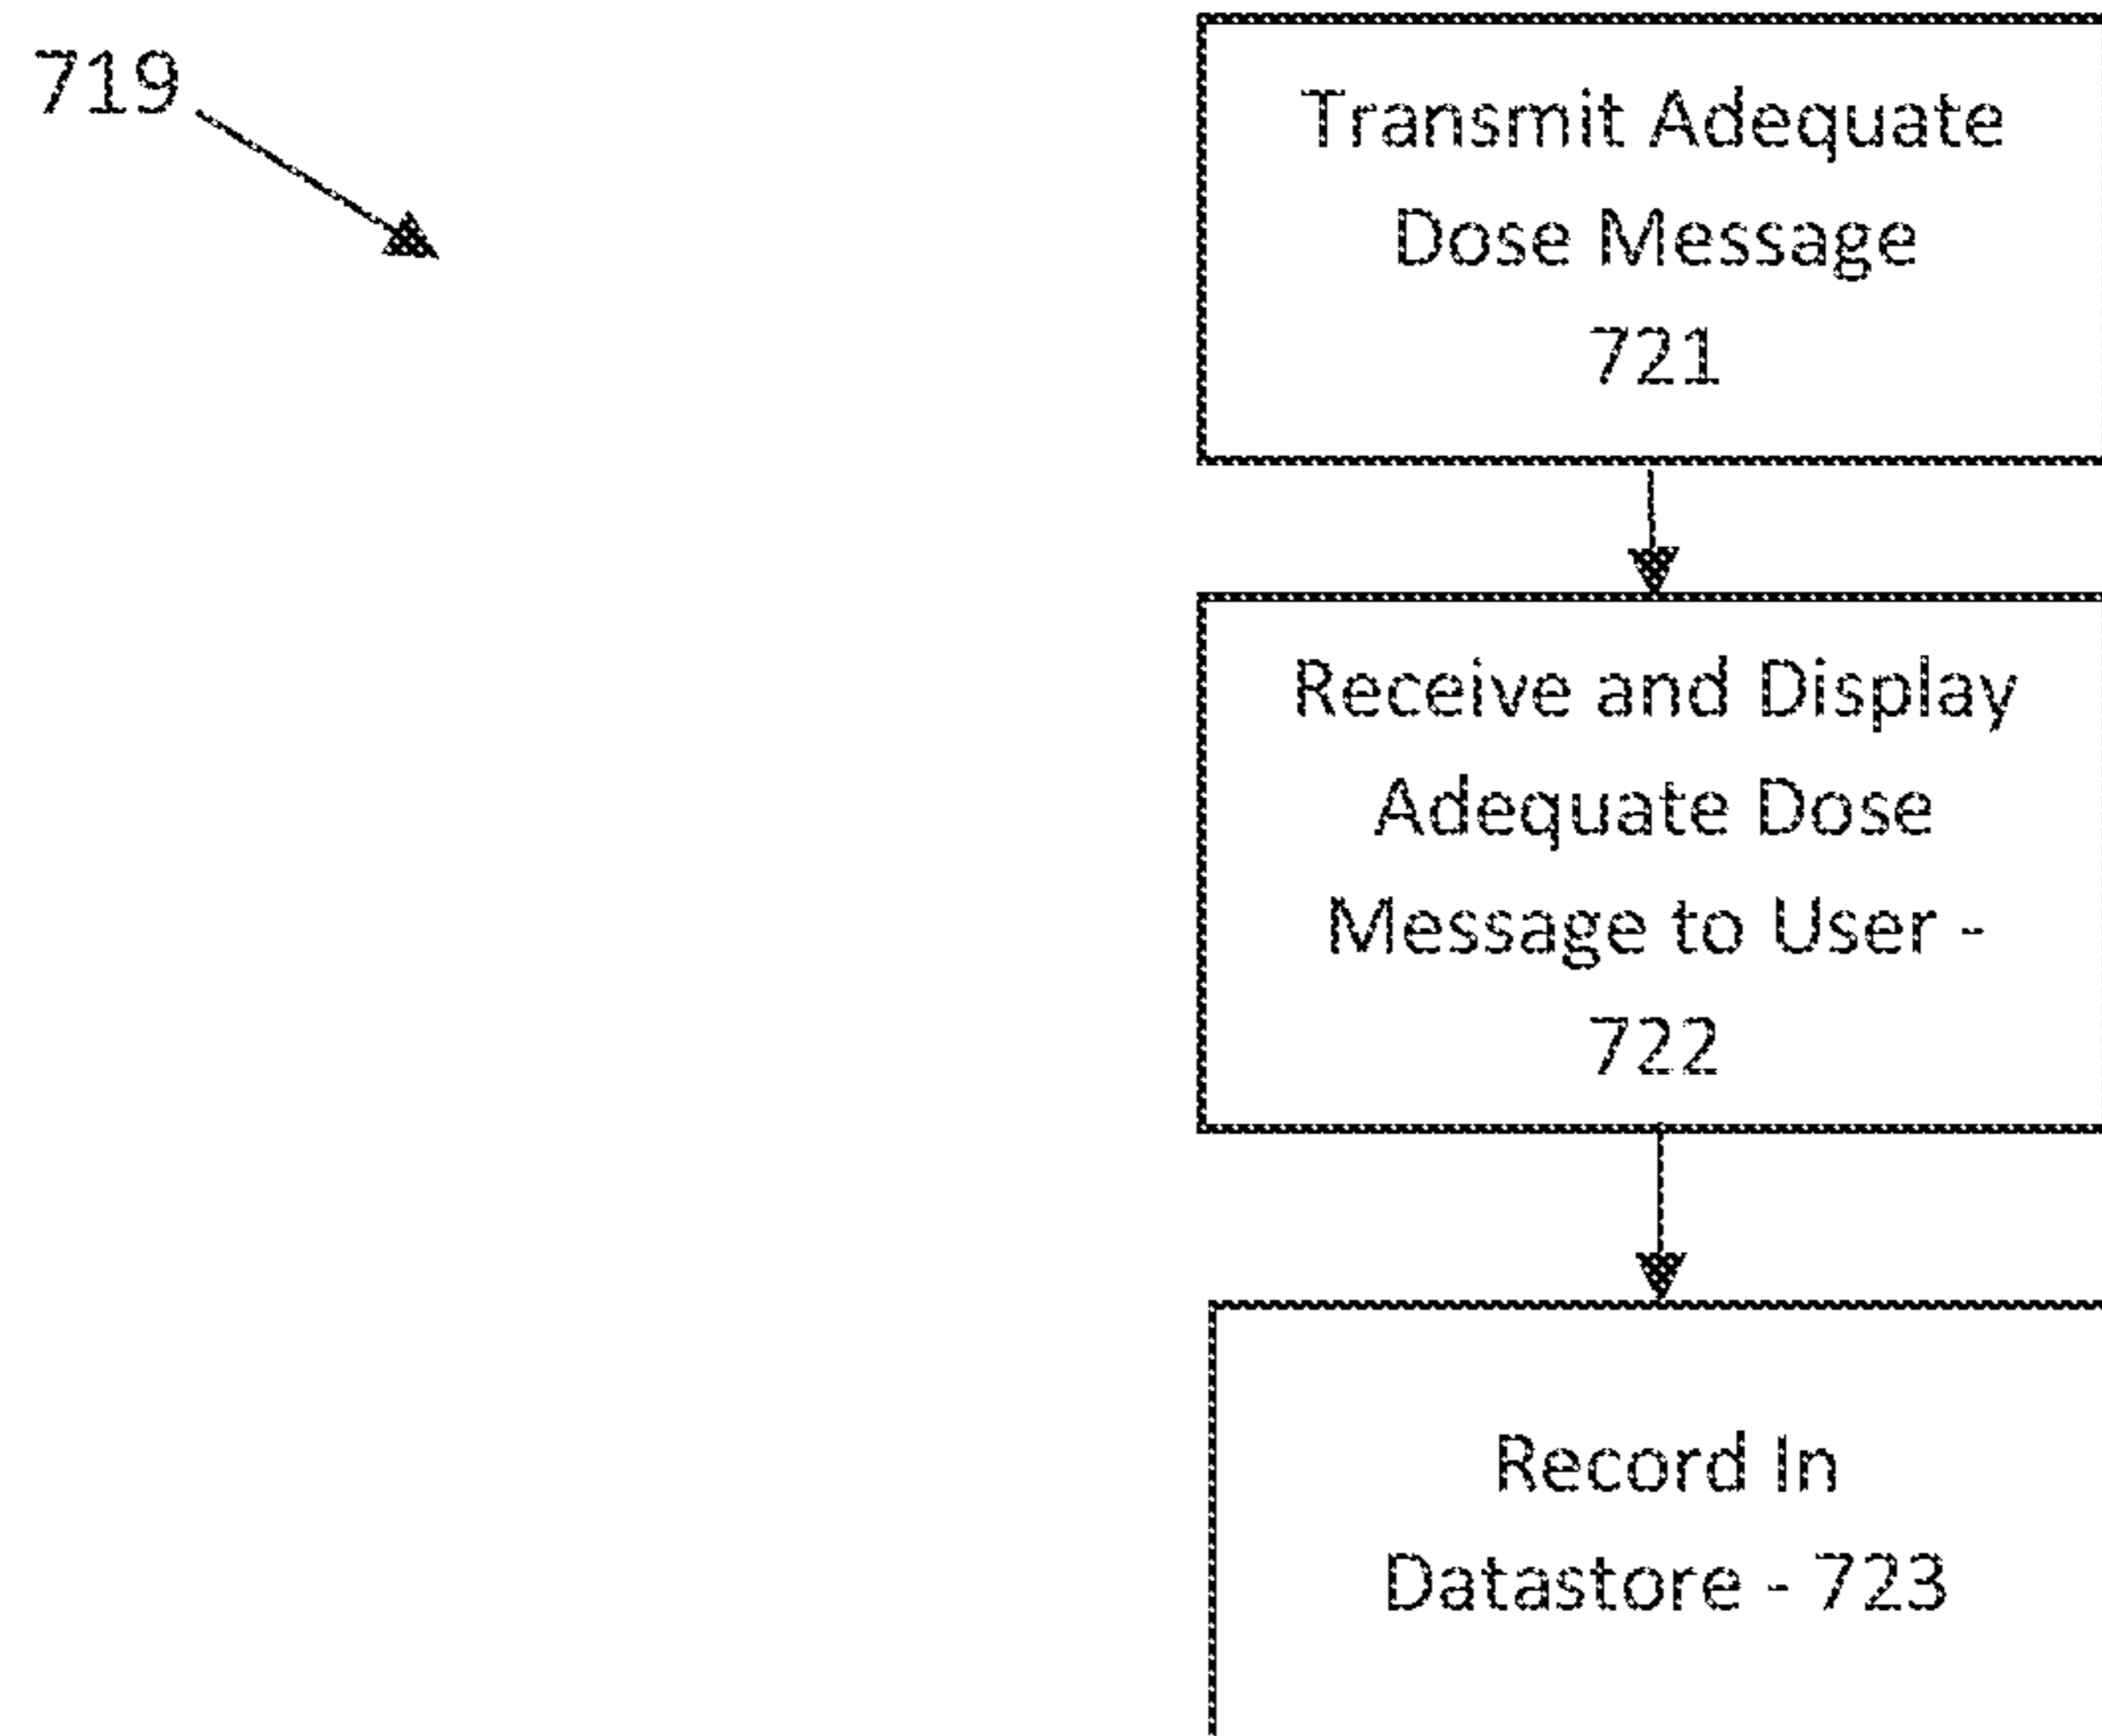 719
Transmit Adequate
Dose Message
721
Receive and Display
Adequate Dose
Message to User -
722
Record In
Datastore - 723